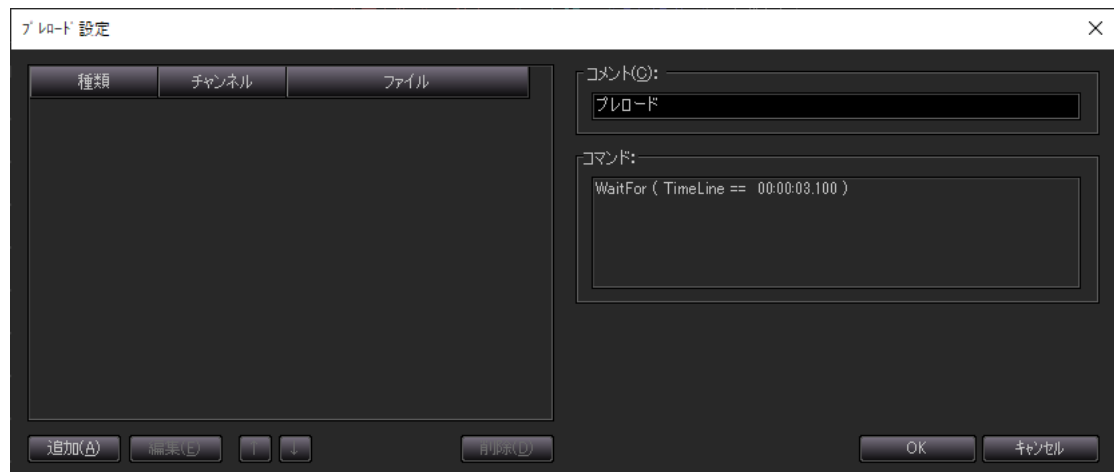 ﾌﾟﾚﾛｰﾄﾞ 設定
種類 チャンネル ファイル
コメント(C):
プレロード
コマンド:
WaitFor ( TimeLine == 00:00:03.100 )
追加(A) 編集(E) ↑ ↓ 削除(D) OK ｷｬﾝｾﾙ